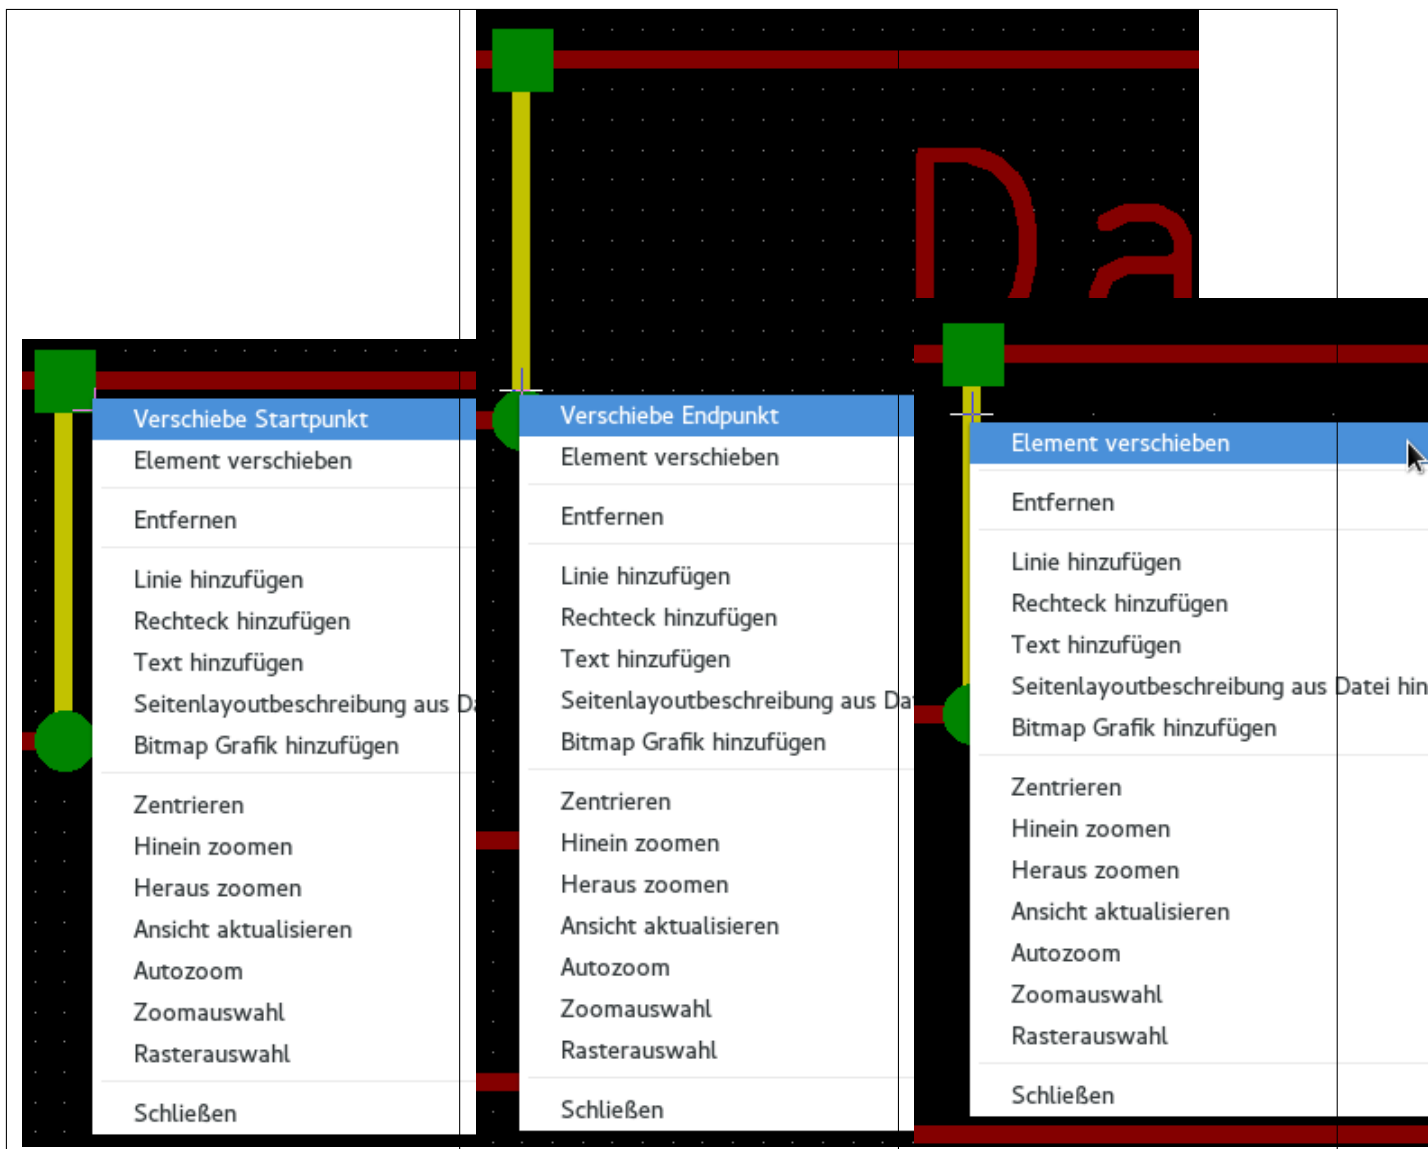 Da
Verschiebe Startpunkt
Element verschieben
Entfernen
Linie hinzufügen
Rechteck hinzufügen
Text hinzufügen
Seitenlayoutbeschreibung aus Da
Bitmap Grafik hinzufügen
Zentrieren
Hinein zoomen
Heraus zoomen
Ansicht aktualisieren
Autozoom
Zoomauswahl
Rasterauswahl
Schließen
Verschiebe Endpunkt
Element verschieben
Entfernen
Linie hinzufügen
Rechteck hinzufügen
Text hinzufügen
Seitenlayoutbeschreibung aus Da
Bitmap Grafik hinzufügen
Zentrieren
Hinein zoomen
Heraus zoomen
Ansicht aktualisieren
Autozoom
Zoomauswahl
Rasterauswahl
Schließen
Element verschieben
Entfernen
Linie hinzufügen
Rechteck hinzufügen
Text hinzufügen
Seitenlayoutbeschreibung aus Datei hin
Bitmap Grafik hinzufügen
Zentrieren
Hinein zoomen
Heraus zoomen
Ansicht aktualisieren
Autozoom
Zoomauswahl
Rasterauswahl
Schließen